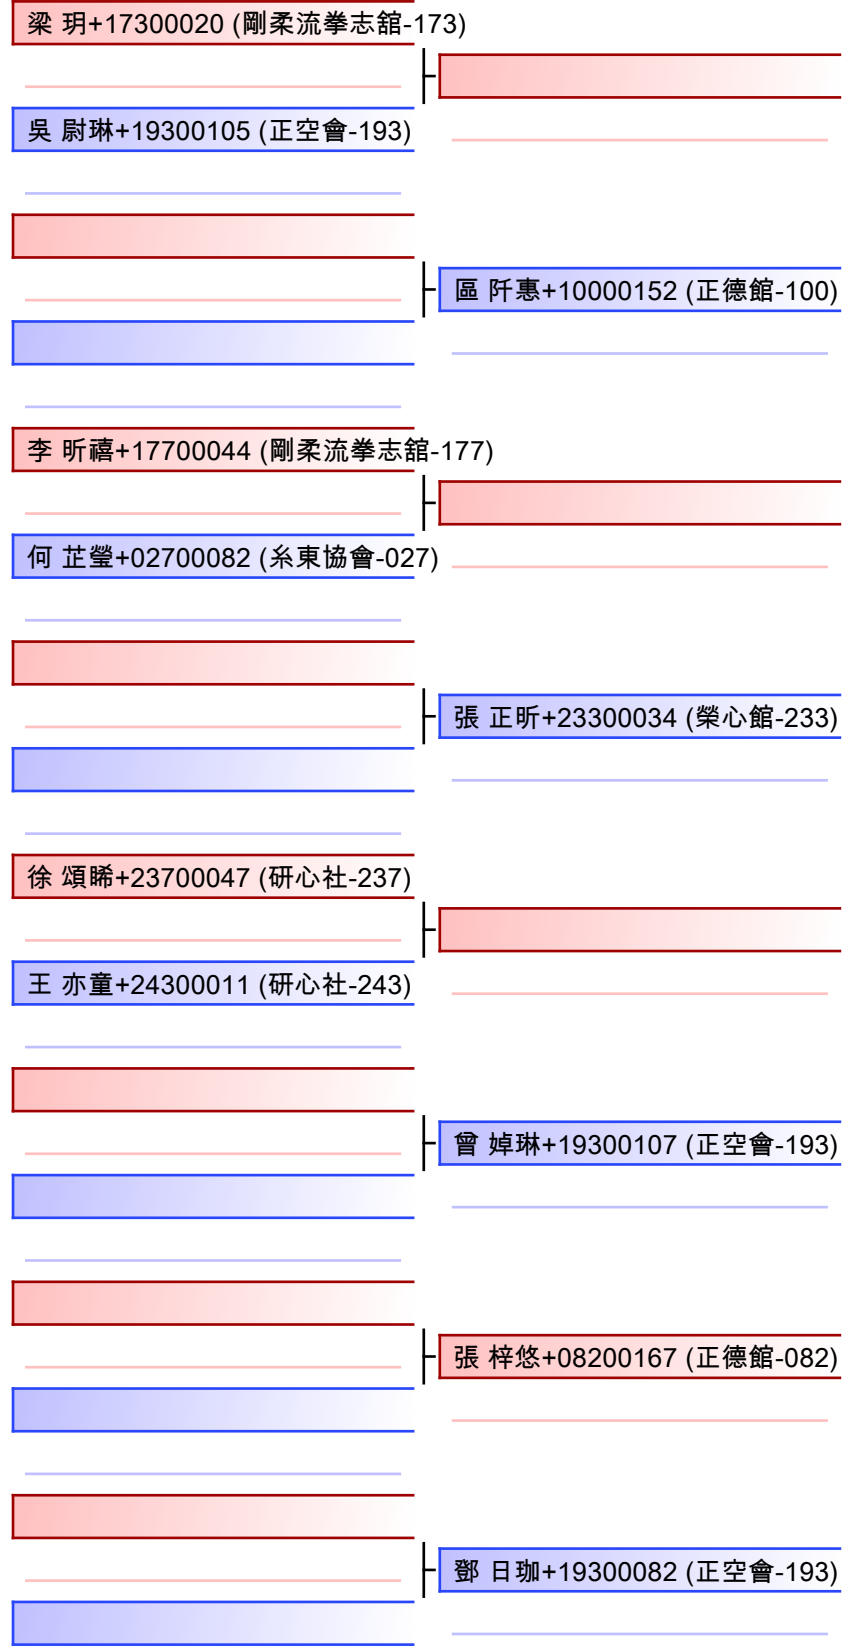 梁 玥+17300020 (剛柔流拳志舘-173)
吳 尉琳+19300105 (正空會-193)
區 阡惠+10000152 (正德館-100)
李 昕禧+17700044 (剛柔流拳志舘-177)
何 芷瑩+02700082 (糸東協會-027)
張 正昕+23300034 (榮心館-233)
徐 頌晞+23700047 (研心社-237)
王 亦童+24300011 (研心社-243)
曾 婥琳+19300107 (正空會-193)
張 梓悠+08200167 (正德館-082)
鄧 日珈+19300082 (正空會-193)